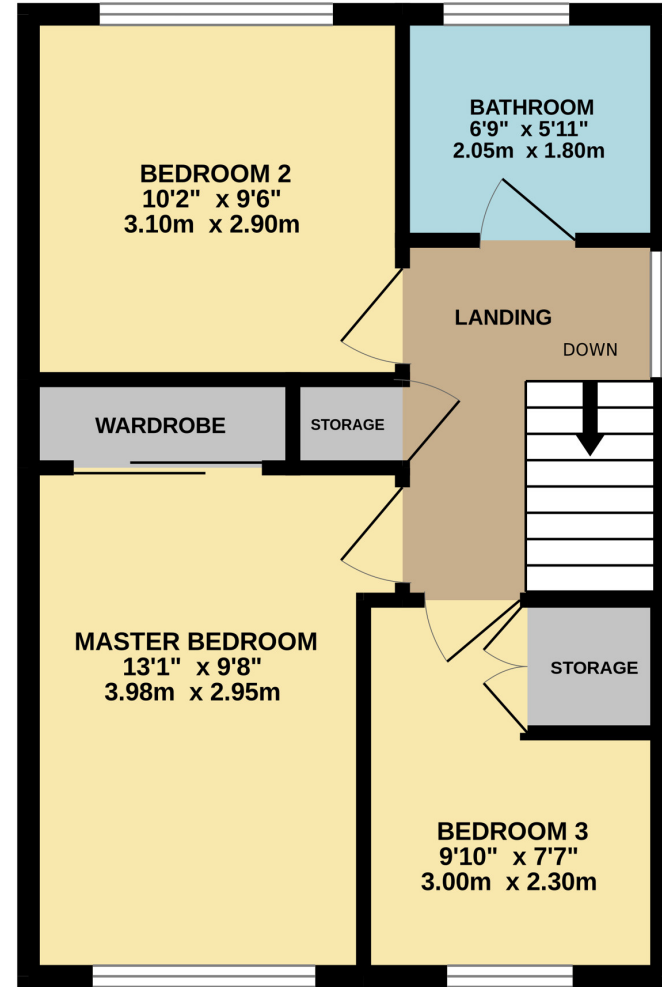 BATHROOM
6'9" x 5'11"
2.05m x 1.80m
BEDROOM 2
10'2" x 9'6"
3.10m x 2.90m
LANDING
DOWN
WARDROBE
STORAGE
MASTER BEDROOM
13'1" x 9'8"
3.98m x 2.95m
STORAGE
BEDROOM 3
9'10" x 7'7"
3.00m x 2.30m